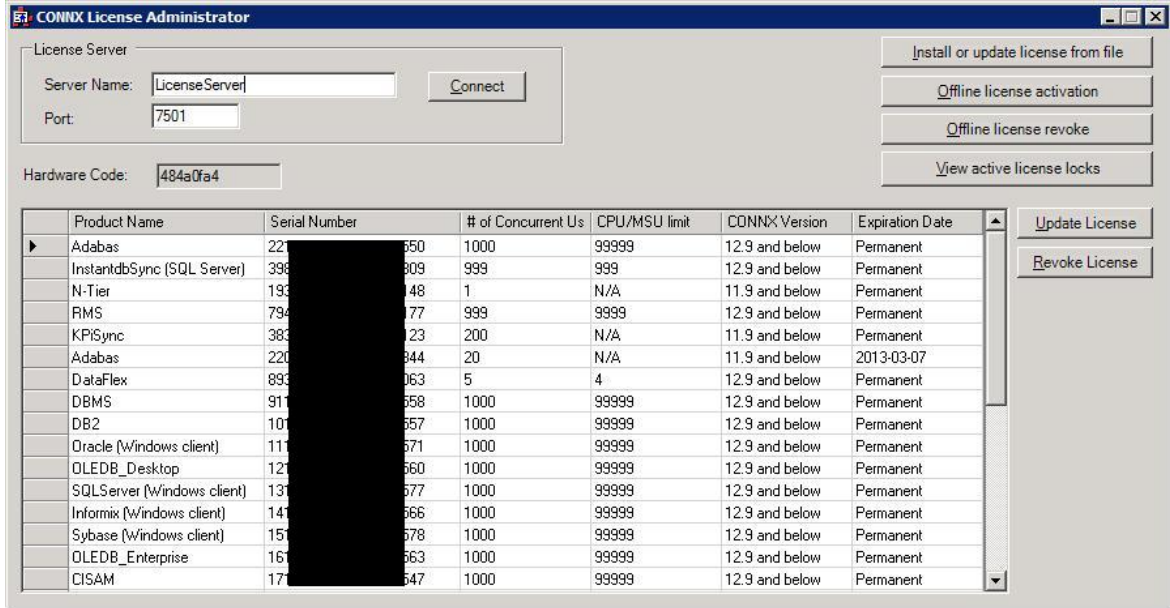 CONNX License Administrator
License Server
Server Name: LicenseServer Connect
Port: 7501
Hardware Code: 484a0fa4
Install or update license from file
Offline license activation
Offline license revoke
View active license locks
Product Name Serial Number # of Concurrent Us CPU/MSU limit CONNX Version Expiration Date
Adabas 221 550 1000 99999 12.9 and below Permanent
InstantdbSync (SQL Server) 398 309 999 999 12.9 and below Permanent
N-Tier 193 148 1 N/A 11.9 and below Permanent
RMS 794 177 999 9999 12.9 and below Permanent
KPiSync 383 123 200 N/A 11.9 and below Permanent
Adabas 220 344 20 N/A 11.9 and below 2013-03-07
DataFlex 893 063 5 4 12.9 and below Permanent
DBMS 911 558 1000 99999 12.9 and below Permanent
DB2 101 557 1000 99999 12.9 and below Permanent
Oracle (Windows client) 111 571 1000 99999 12.9 and below Permanent
OLEDB_Desktop 121 560 1000 99999 12.9 and below Permanent
SQLServer (Windows client) 131 577 1000 99999 12.9 and below Permanent
Informix (Windows client) 141 566 1000 99999 12.9 and below Permanent
Sybase (Windows client) 151 578 1000 99999 12.9 and below Permanent
OLEDB_Enterprise 161 563 1000 99999 12.9 and below Permanent
CISAM 171 547 1000 99999 12.9 and below Permanent
Update License
Revoke License